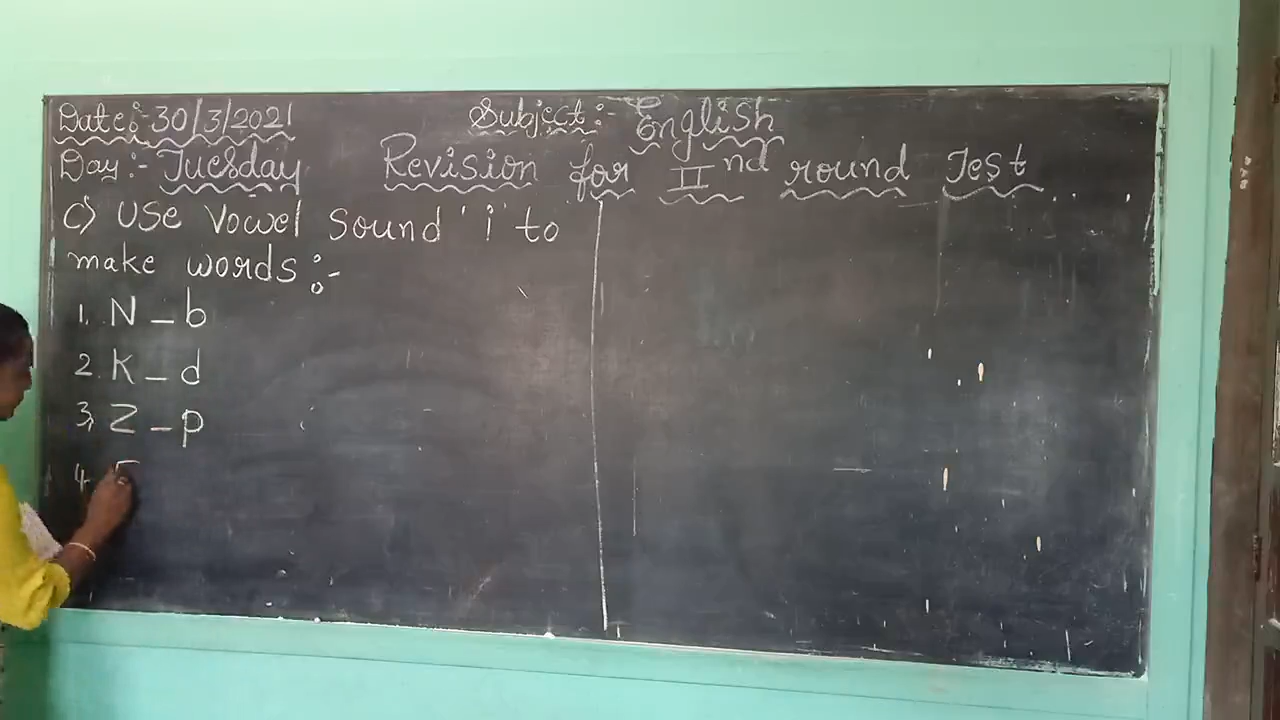 Date:-30/3/2021
Subject:- English
Day:- Tuesday
Revision for IInd round Test
c) Use Vowel Sound 'i' to
make words:-
1. N_b
2. K_d
3, Z_p
4.